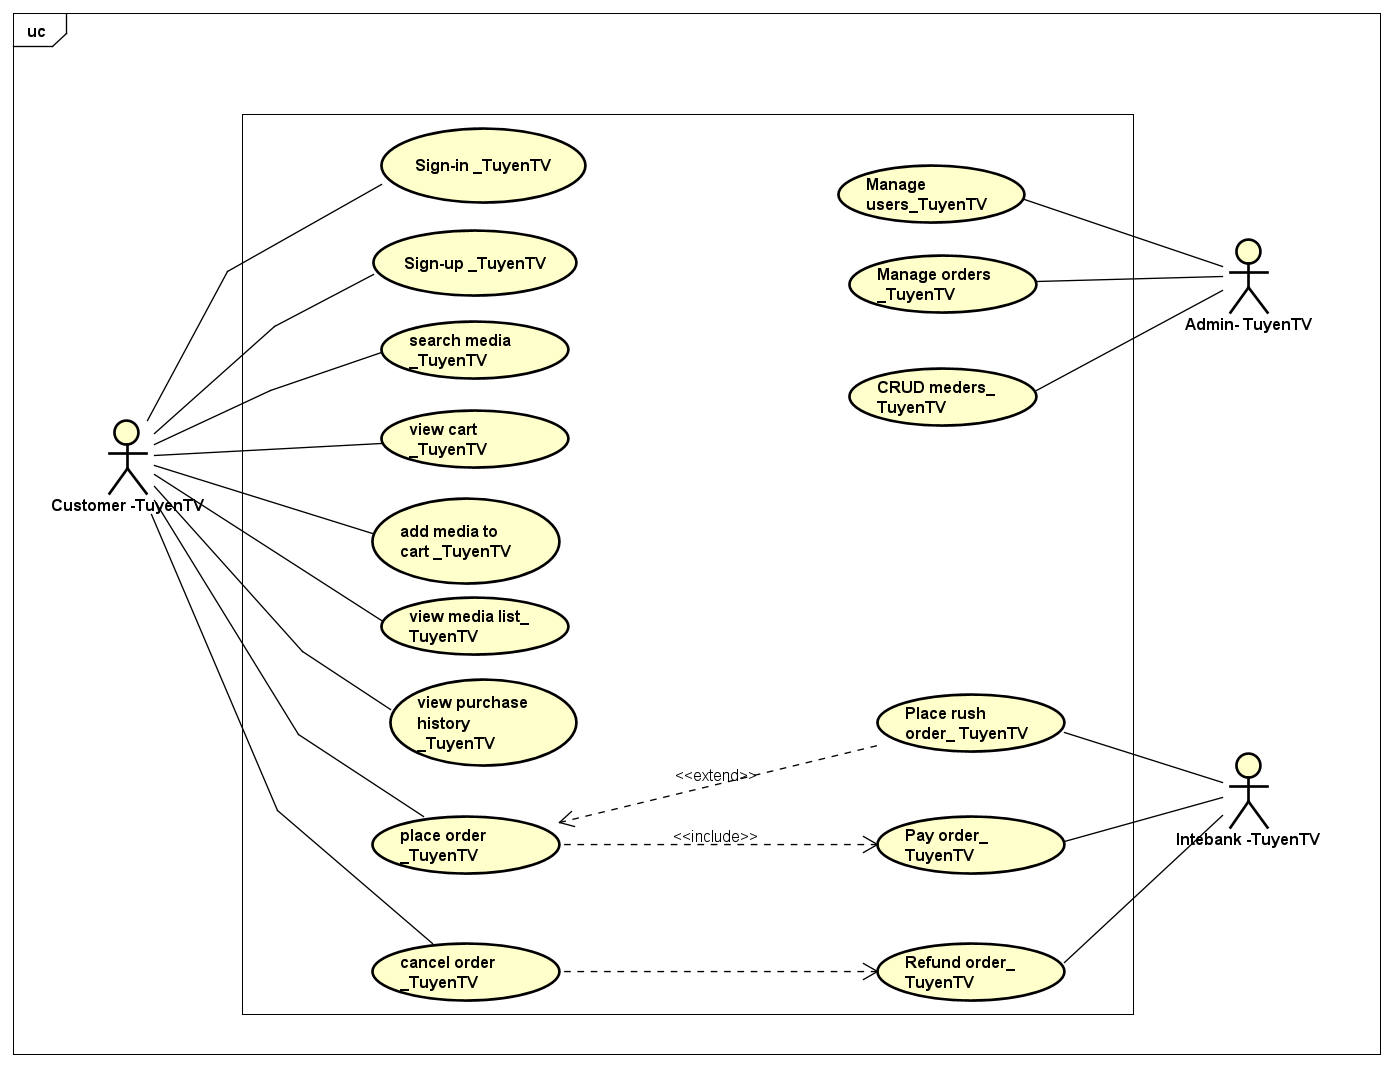 uc
Sign-in _TuyenTV
Sign-up _TuyenTV
search media
_TuyenTV
view cart
_TuyenTV
add media to
cart _TuyenTV
view media list_
TuyenTV
view purchase
history
_TuyenTV
place order
_TuyenTV
cancel order
_TuyenTV
Customer -TuyenTV
<<extend>>
<<include>>
Manage
users_TuyenTV
Manage orders
_TuyenTV
CRUD meders_
TuyenTV
Place rush
order_ TuyenTV
Pay order_
TuyenTV
Refund order_
TuyenTV
Admin- TuyenTV
Intebank -TuyenTV